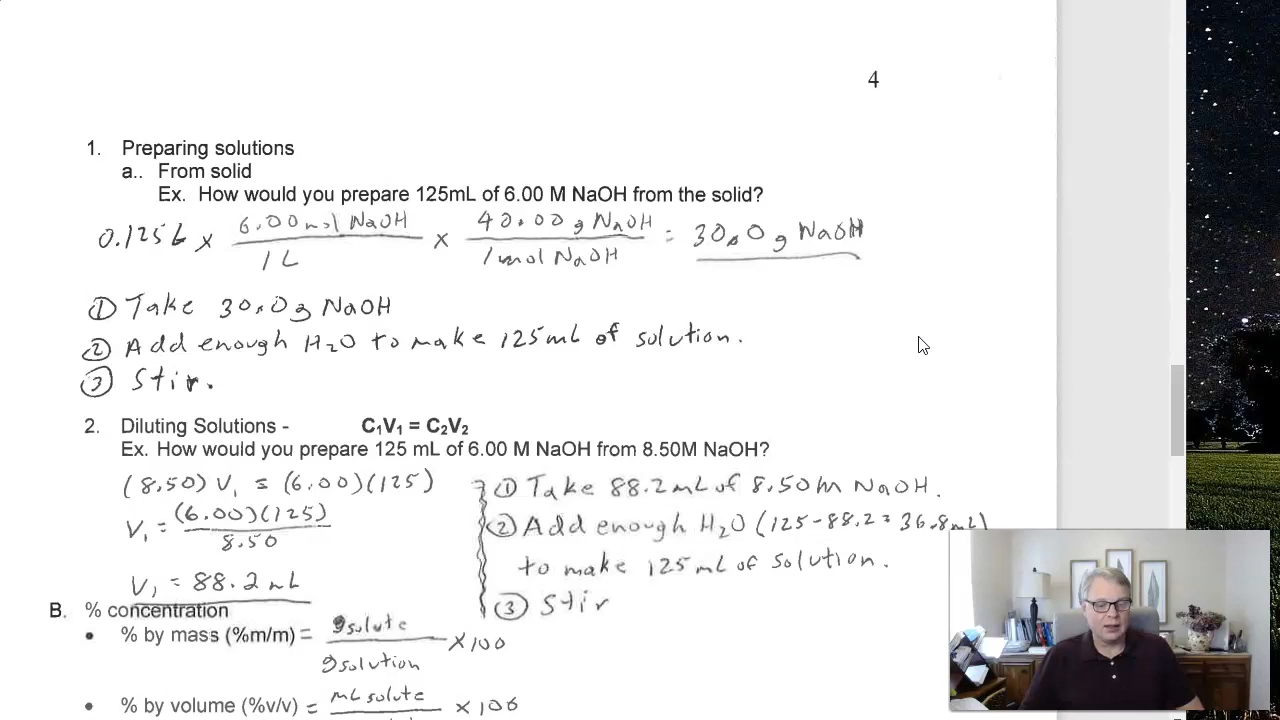 4
1. Preparing solutions
a.. From solid
Ex. How would you prepare 125mL of 6.00 M NaOH from the solid?
0.125L x 6.00 mol NaOH / 1 L x 40.00 g NaOH / 1 mol NaOH = 30.0 g NaOH
① Take 30.0g NaOH
② Add enough H₂O to make 125mL of solution.
③ Stir.
2. Diluting Solutions - C₁V₁ = C₂V₂
Ex. How would you prepare 125 mL of 6.00 M NaOH from 8.50M NaOH?
(8.50) V₁ = (6.00)(125)
V₁ = (6.00)(125) / 8.50
V₁ = 88.2 mL
① Take 88.2mL of 8.50M NaOH.
② Add enough H₂O (125-88.2 = 36.8mL)
to make 125mL of solution.
③ Stir
B. % concentration
• % by mass (%m/m) = g solute / g solution x 100
• % by volume (%v/v) = mL solute x 100